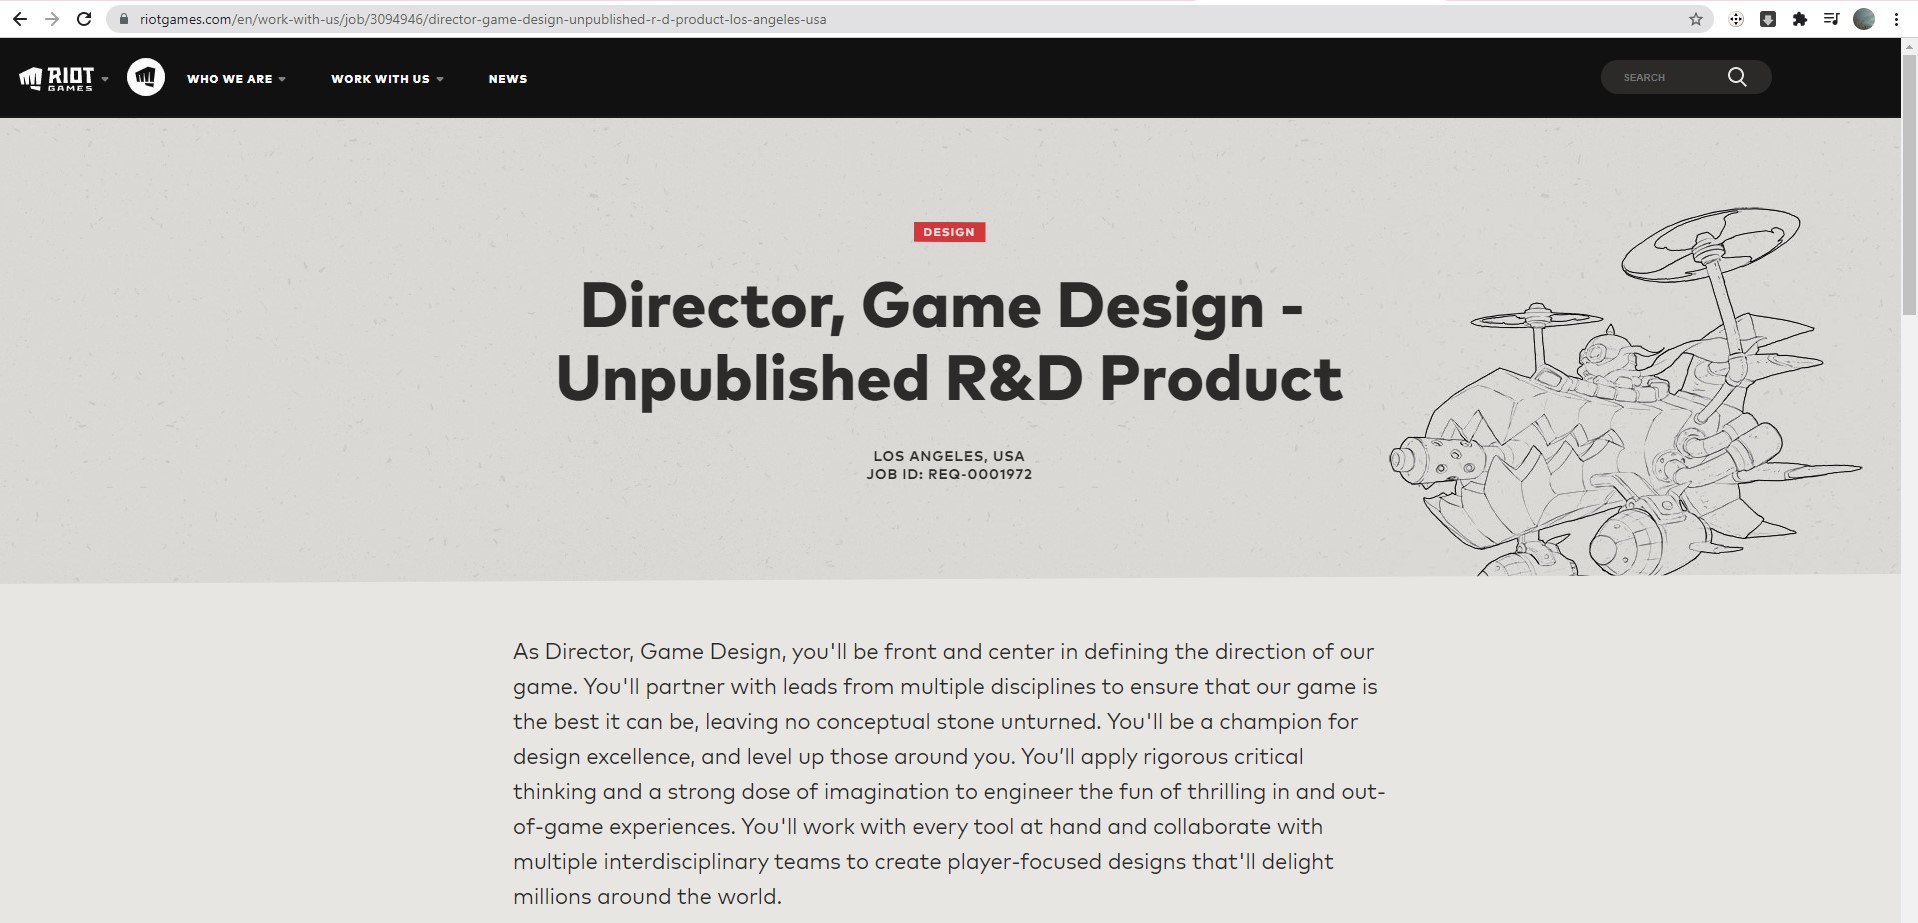 riotgames.com/en/work-with-us/job/3094946/director-game-design-unpublished-r-d-product-los-angeles-usa
RIOT
GAMES
WHO WE ARE
WORK WITH US
NEWS
SEARCH
DESIGN
Director, Game Design -
Unpublished R&D Product
LOS ANGELES, USA
JOB ID: REQ-0001972
As Director, Game Design, you'll be front and center in defining the direction of our
game. You'll partner with leads from multiple disciplines to ensure that our game is
the best it can be, leaving no conceptual stone unturned. You'll be a champion for
design excellence, and level up those around you. You’ll apply rigorous critical
thinking and a strong dose of imagination to engineer the fun of thrilling in and out-
of-game experiences. You'll work with every tool at hand and collaborate with
multiple interdisciplinary teams to create player-focused designs that'll delight
millions around the world.